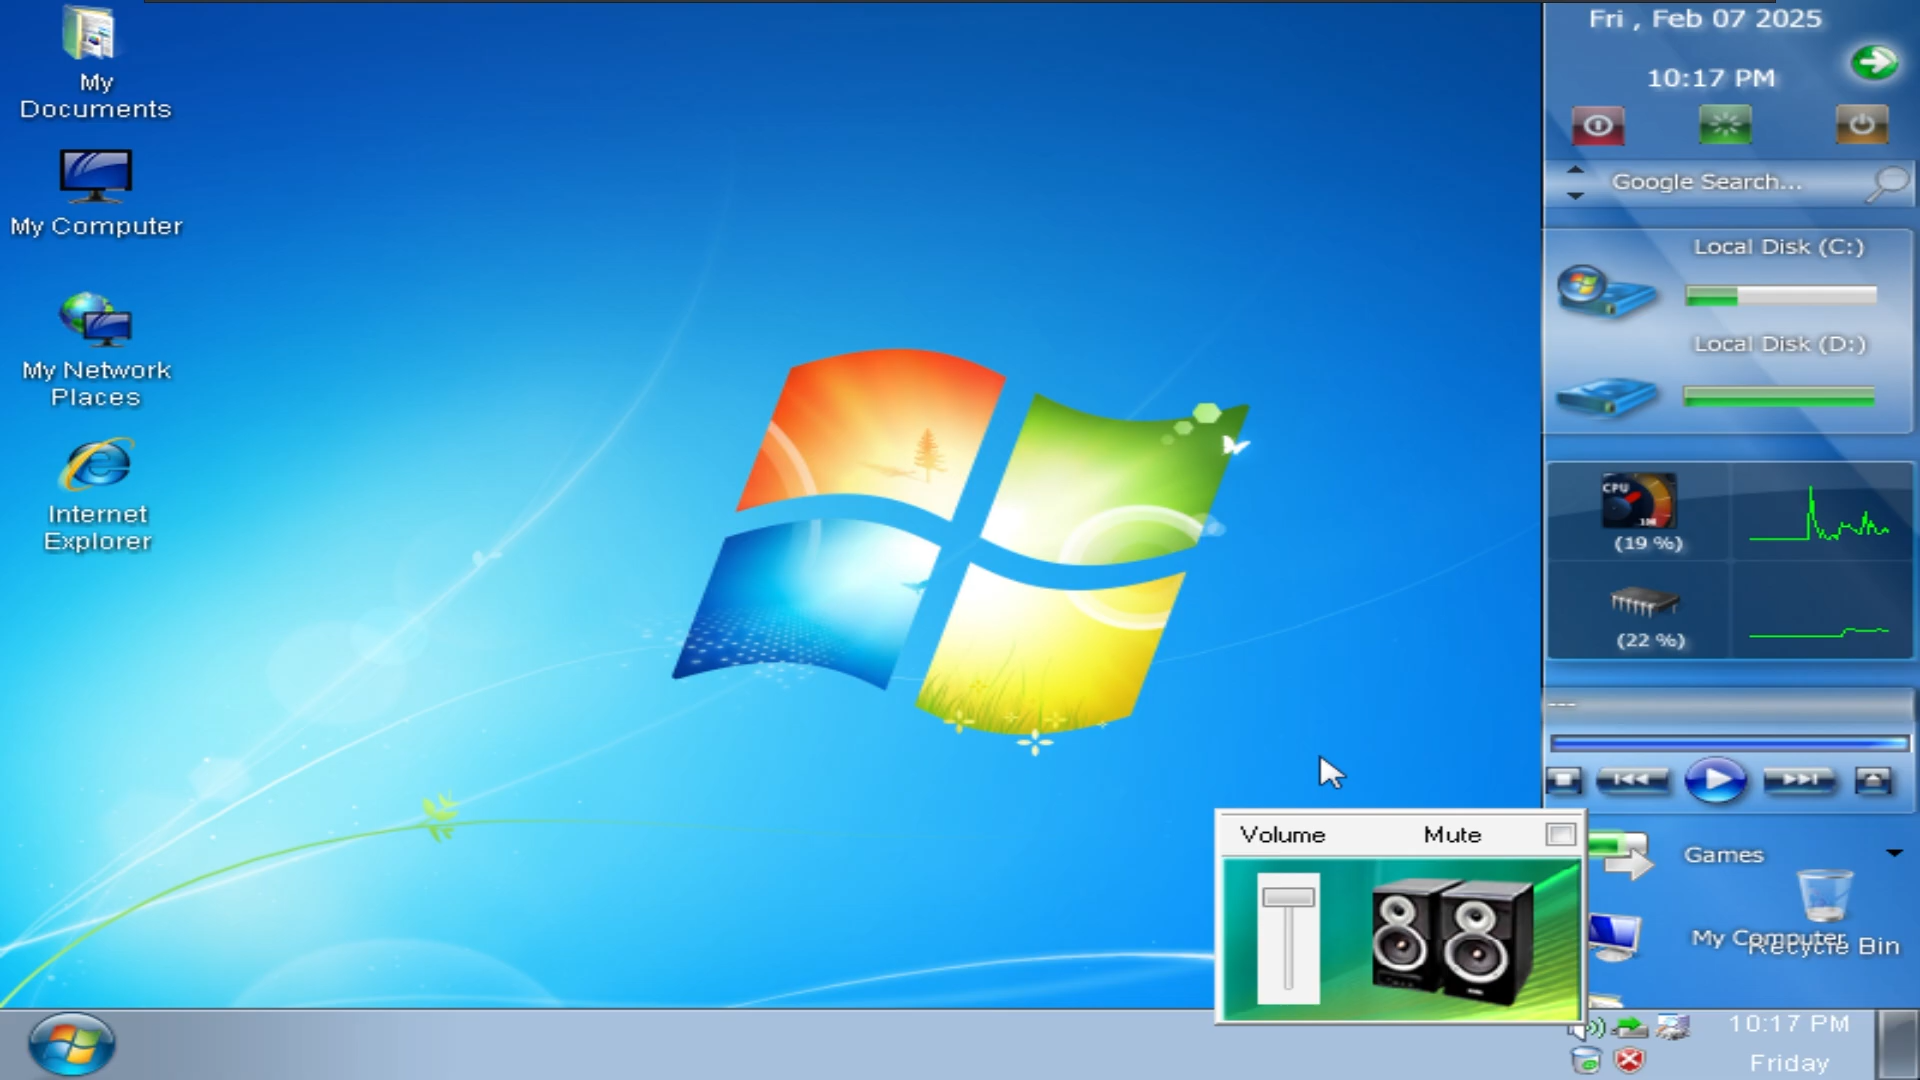 My
Documents
My Computer
My Network
Places
Internet
Explorer
Fri , Feb 07 2025
10:17 PM
Google Search...
Local Disk (C:)
Local Disk (D:)
CPU
(19 %)
(22 %)
---
Games
My Computer
Recycle Bin
Volume Mute
10:17 PM
Friday